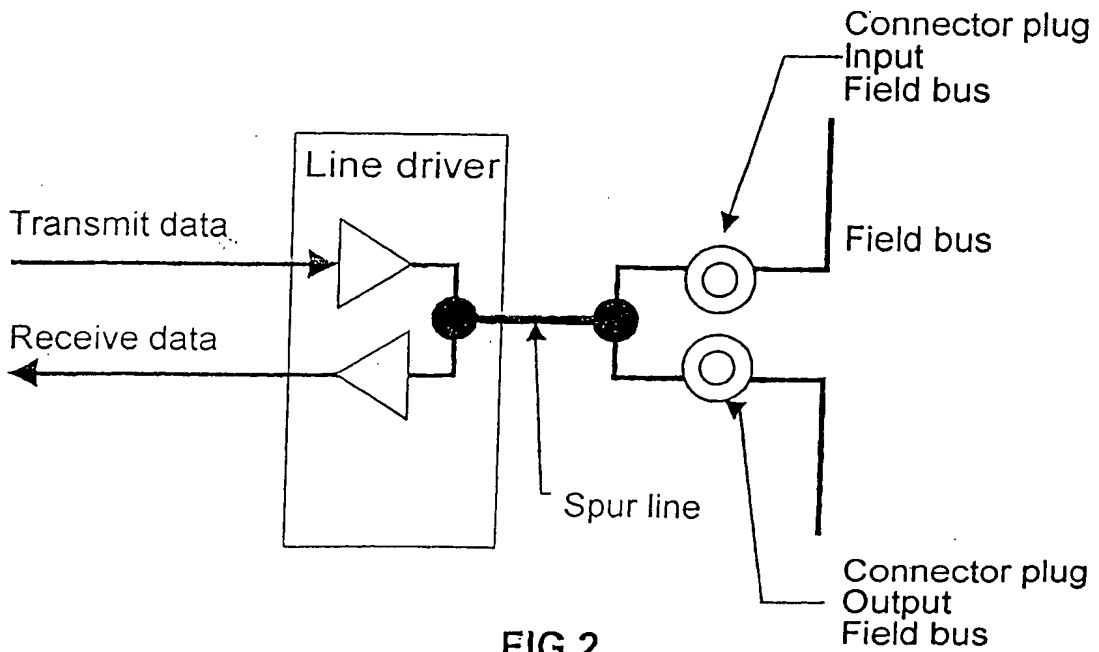 Connector plug
Input
Field bus
Line driver
Transmit data
Field bus
Receive data
Spur line
Connector plug
Output
Field bus
FIG 2